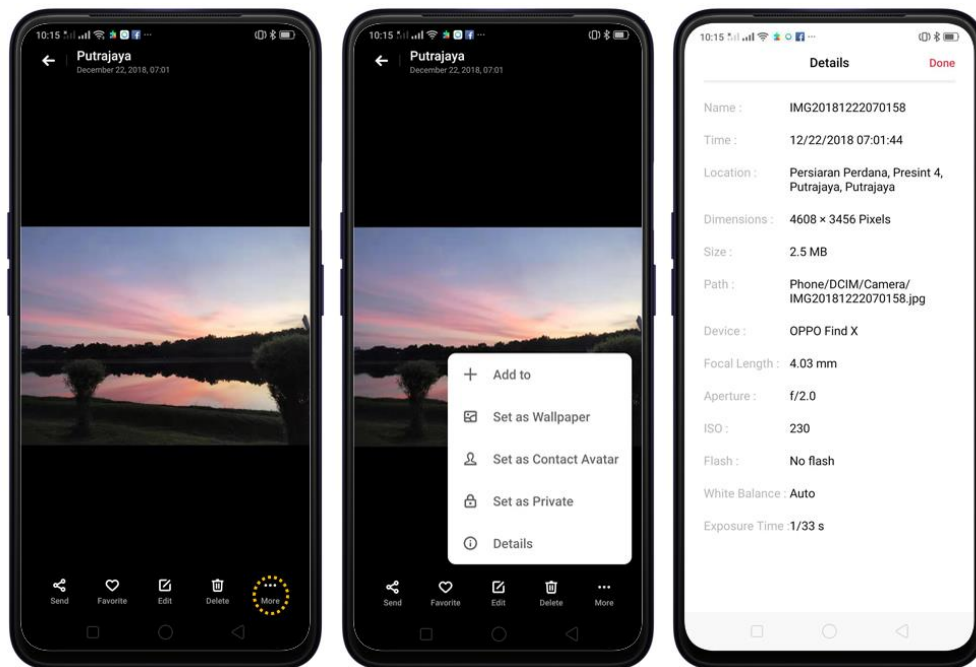 10:15
Putrajaya
December 22, 2018, 07:01
Send
Favorite
Edit
Delete
More
10:15
Putrajaya
December 22, 2018, 07:01
Add to
Set as Wallpaper
Set as Contact Avatar
Set as Private
Details
Send
Favorite
Edit
Delete
More
10:15
Details
Done
Name :
IMG20181222070158
Time :
12/22/2018 07:01:44
Location :
Persiaran Perdana, Presint 4,
Putrajaya, Putrajaya
Dimensions :
4608 × 3456 Pixels
Size :
2.5 MB
Path :
Phone/DCIM/Camera/
IMG20181222070158.jpg
Device :
OPPO Find X
Focal Length :
4.03 mm
Aperture :
f/2.0
ISO :
230
Flash :
No flash
White Balance :
Auto
Exposure Time :
1/33 s